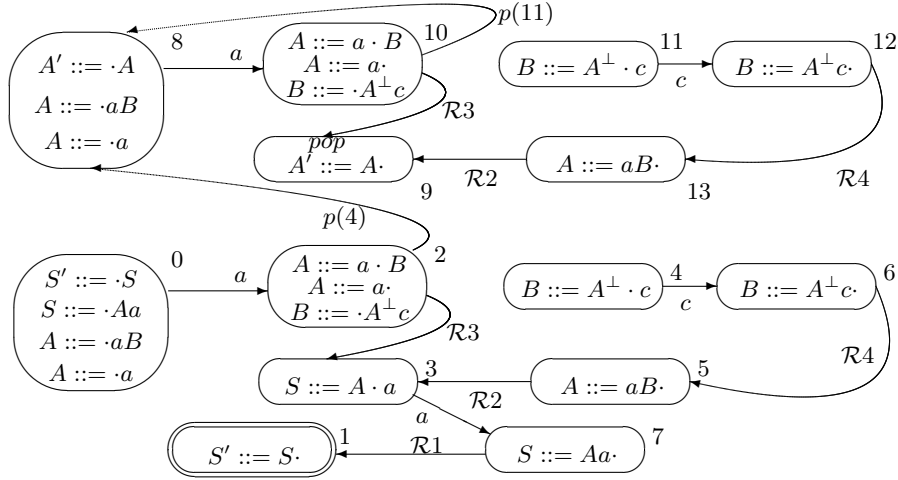 p(11)
8
A′ ::= ·A
A ::= ·aB
A ::= ·a
a
10
A ::= a · B
A ::= a·
B ::= ·A⊥c
11
B ::= A⊥ · c
c
12
B ::= A⊥c·
R3
pop
A′ ::= A·
9
R2
A ::= aB·
13
R4
p(4)
0
S′ ::= ·S
S ::= ·Aa
A ::= ·aB
A ::= ·a
a
2
A ::= a · B
A ::= a·
B ::= ·A⊥c
4
B ::= A⊥ · c
c
6
B ::= A⊥c·
R3
R4
3
S ::= A · a
R2
5
A ::= aB·
a
1
S′ ::= S·
R1
7
S ::= Aa·